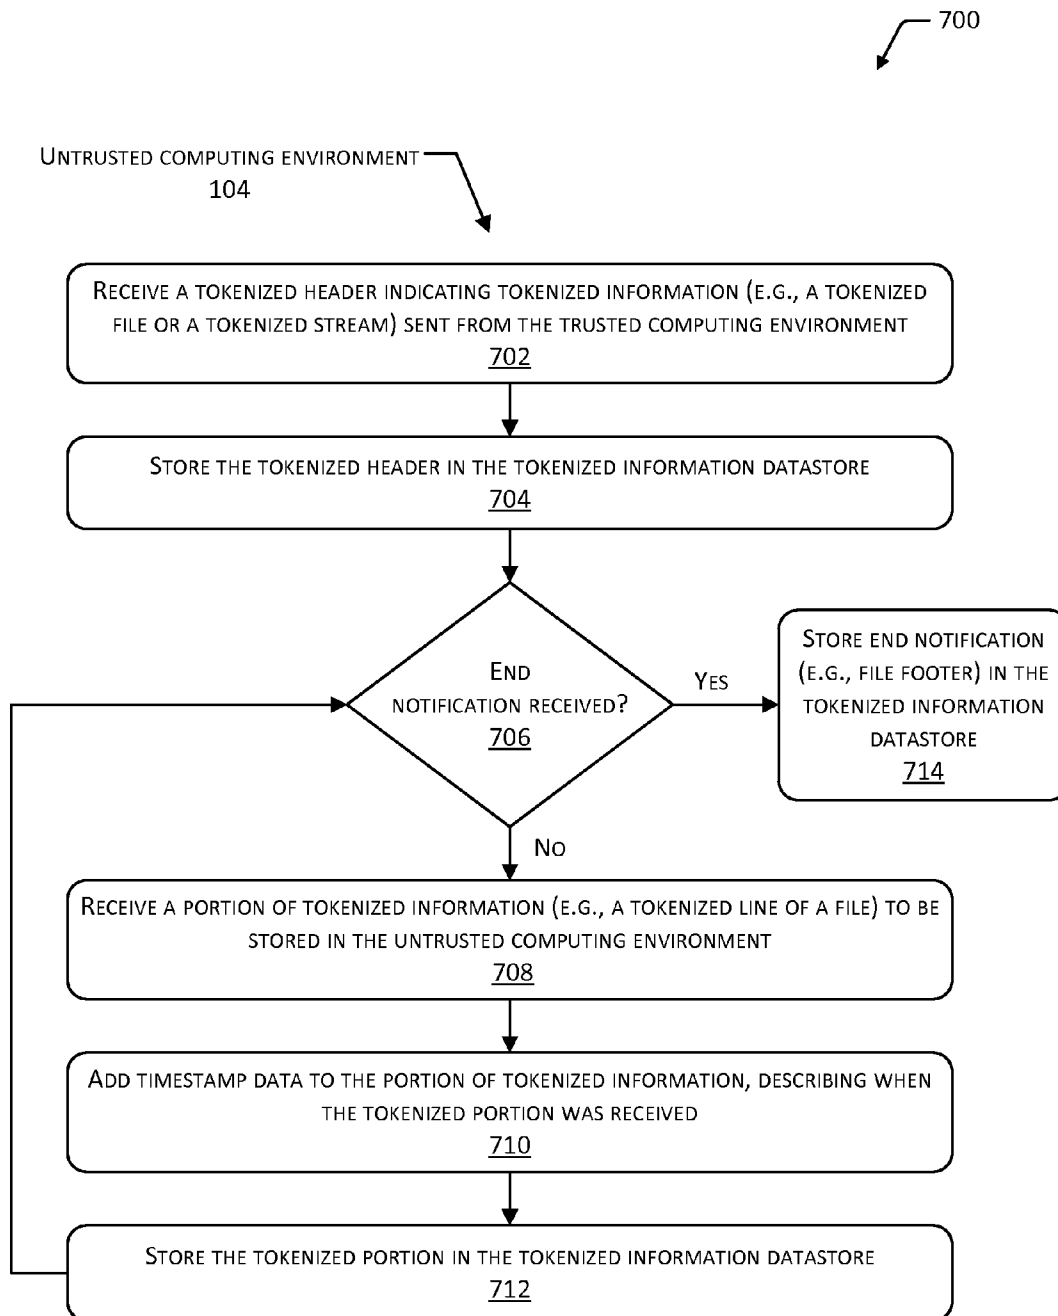 700
UNTRUSTED COMPUTING ENVIRONMENT
104
RECEIVE A TOKENIZED HEADER INDICATING TOKENIZED INFORMATION (E.G., A TOKENIZED
FILE OR A TOKENIZED STREAM) SENT FROM THE TRUSTED COMPUTING ENVIRONMENT
702
STORE THE TOKENIZED HEADER IN THE TOKENIZED INFORMATION DATASTORE
704
END
NOTIFICATION RECEIVED?
706
YES
STORE END NOTIFICATION
(E.G., FILE FOOTER) IN THE
TOKENIZED INFORMATION
DATASTORE
714
NO
RECEIVE A PORTION OF TOKENIZED INFORMATION (E.G., A TOKENIZED LINE OF A FILE) TO BE
STORED IN THE UNTRUSTED COMPUTING ENVIRONMENT
708
ADD TIMESTAMP DATA TO THE PORTION OF TOKENIZED INFORMATION, DESCRIBING WHEN
THE TOKENIZED PORTION WAS RECEIVED
710
STORE THE TOKENIZED PORTION IN THE TOKENIZED INFORMATION DATASTORE
712